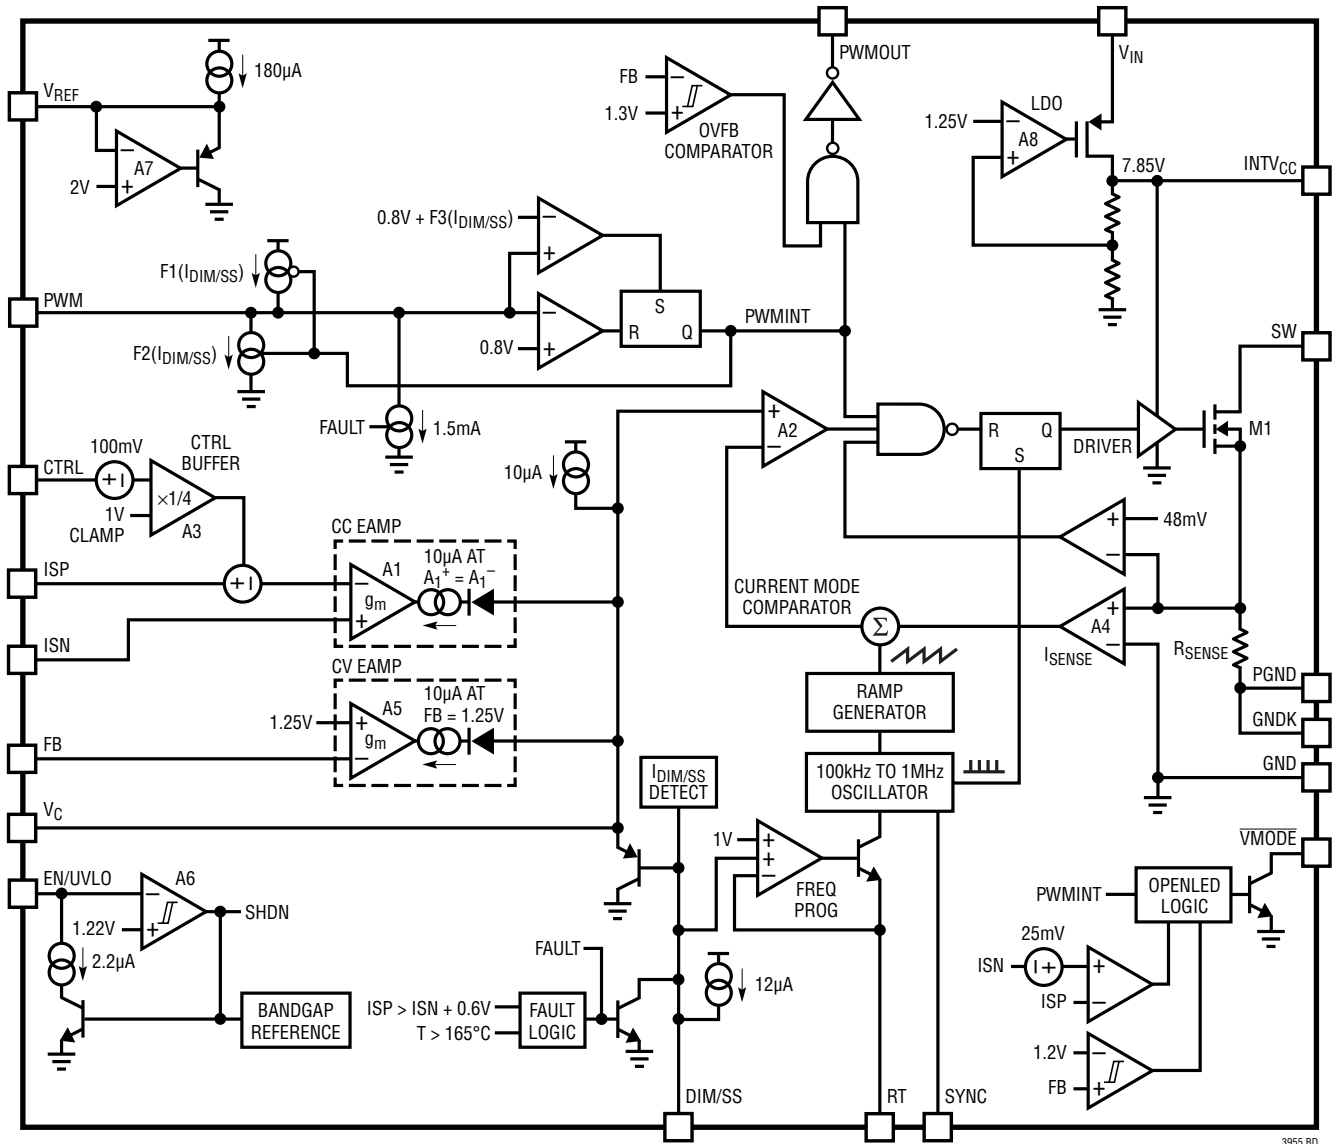 PWMOUT
VIN
VREF
180µA
FB
1.3V
OVFB
COMPARATOR
LDO
1.25V
A8
7.85V
INTVCC
A7
2V
0.8V + F3(IDIM/SS)
F1(IDIM/SS)
PWM
F2(IDIM/SS)
0.8V
S
R
Q
PWMINT
SW
FAULT
1.5mA
A2
R
Q
S
DRIVER
M1
CTRL
100mV
CTRL
BUFFER
×1/4
A3
1V
CLAMP
10µA
48mV
CC EAMP
10µA AT
A1+ = A1−
A1
gm
ISP
ISN
CURRENT MODE
COMPARATOR
Σ
A4
ISENSE
RSENSE
PGND
GNDK
GND
CV EAMP
10µA AT
FB = 1.25V
A5
gm
1.25V
FB
RAMP
GENERATOR
100kHz TO 1MHz
OSCILLATOR
IDIM/SS
DETECT
VC
1V
FREQ
PROG
VMODE
EN/UVLO
A6
1.22V
SHDN
2.2µA
BANDGAP
REFERENCE
FAULT
ISP > ISN + 0.6V
T > 165°C
FAULT
LOGIC
12µA
PWMINT
OPENLED
LOGIC
25mV
ISN
ISP
1.2V
FB
DIM/SS
RT
SYNC
3955 BD